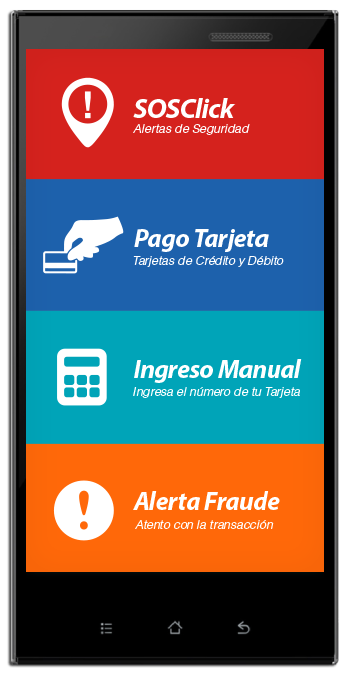 SOSClick
Alertas de Seguridad
Pago Tarjeta
Tarjetas de Crédito y Débito
Ingreso Manual
Ingresa el número de tu Tarjeta
Alerta Fraude
Atento con la transacción